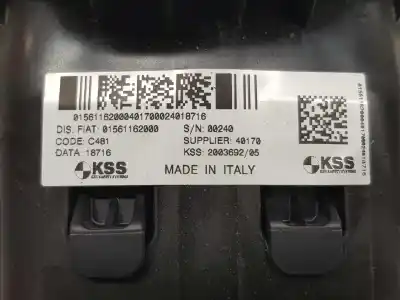 01561162000401700024018716
DIS. FIAT: 01561162000 S/N: 00240
CODE: C481 SUPPLIER: 40170
DATA: 18716 KSS: 2003692/05
KSS MADE IN ITALY KSS